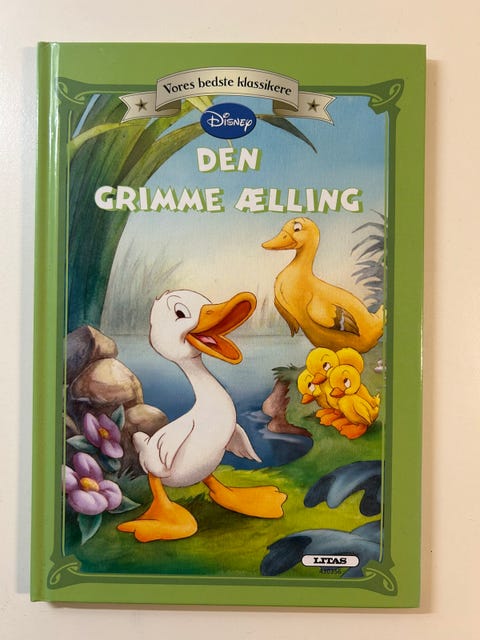 Vores bedste klassikere
Disney
DEN
GRIMME ÆLLING
LITAS